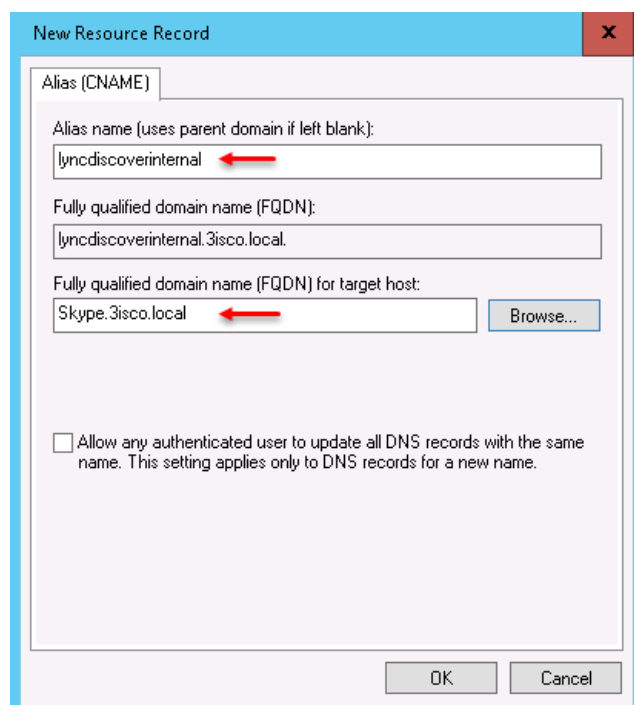 New Resource Record
x
Alias (CNAME)
Alias name (uses parent domain if left blank):
lyncdiscoverinternal
Fully qualified domain name (FQDN):
lyncdiscoverinternal.3isco.local.
Fully qualified domain name (FQDN) for target host:
Skype.3isco.local
Browse...
Allow any authenticated user to update all DNS records with the same
name. This setting applies only to DNS records for a new name.
OK
Cancel